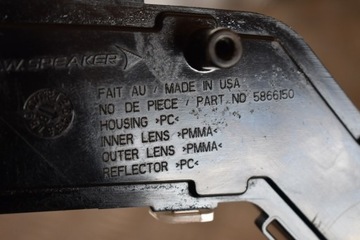 W.SPEAKER
FAIT AU / MADE IN USA
NO DE PIECE / PART NO 5866150
HOUSING >PC<
INNER LENS >PMMA<
OUTER LENS >PMMA<
REFLECTOR >PC<